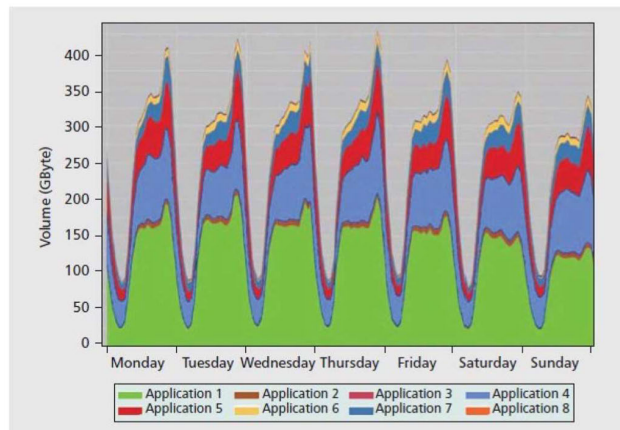 Volume (GByte)
400
350
300
250
200
150
100
50
0
Monday Tuesday Wednesday Thursday Friday Saturday Sunday
Application 1 Application 2 Application 3 Application 4
Application 5 Application 6 Application 7 Application 8